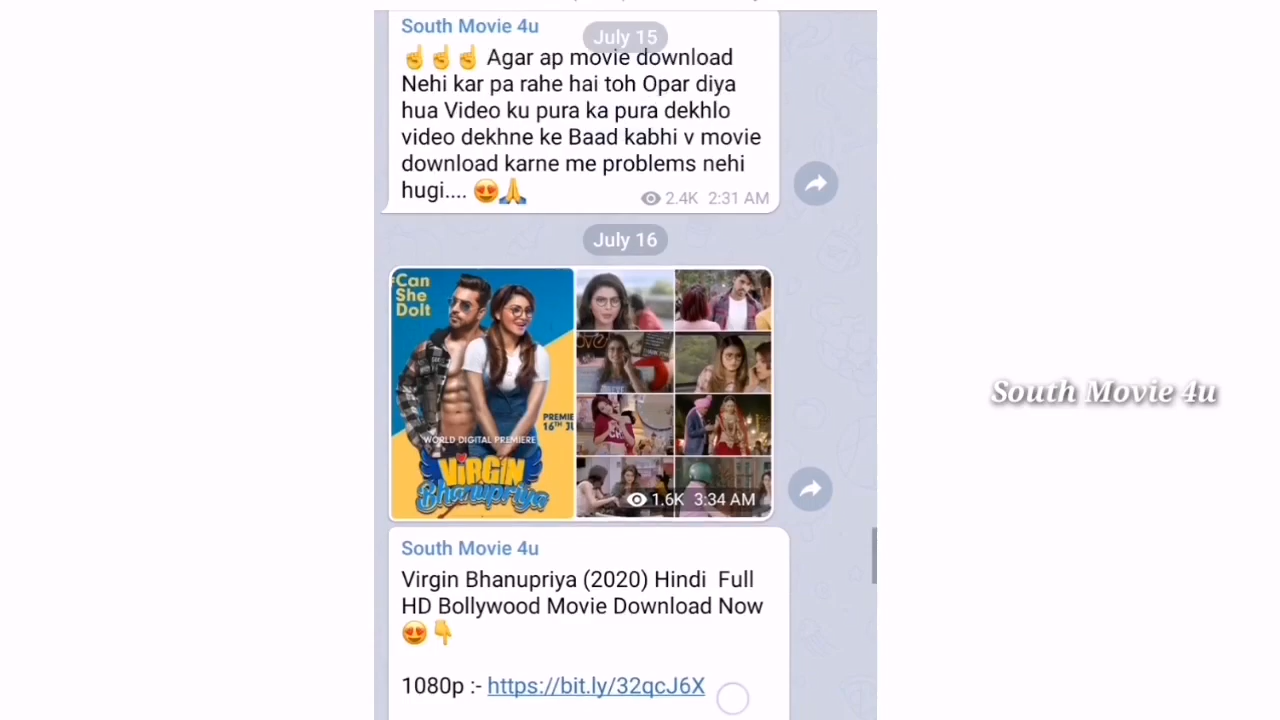 South Movie 4u
July 15
☝☝☝ Agar ap movie download
Nehi kar pa rahe hai toh Opar diya
hua Video ku pura ka pura dekhlo
video dekhne ke Baad kabhi v movie
download karne me problems nehi
hugi.... 😍🙏
2.4K 2:31 AM
July 16
#Can
She
DoIt
PREMIE
16TH JU
WORLD DIGITAL PREMIERE
ViRGiN
Bhanupriya
1.6K 3:34 AM
South Movie 4u
South Movie 4u
Virgin Bhanupriya (2020) Hindi Full
HD Bollywood Movie Download Now
😍👇
1080p :- https://bit.ly/32qcJ6X